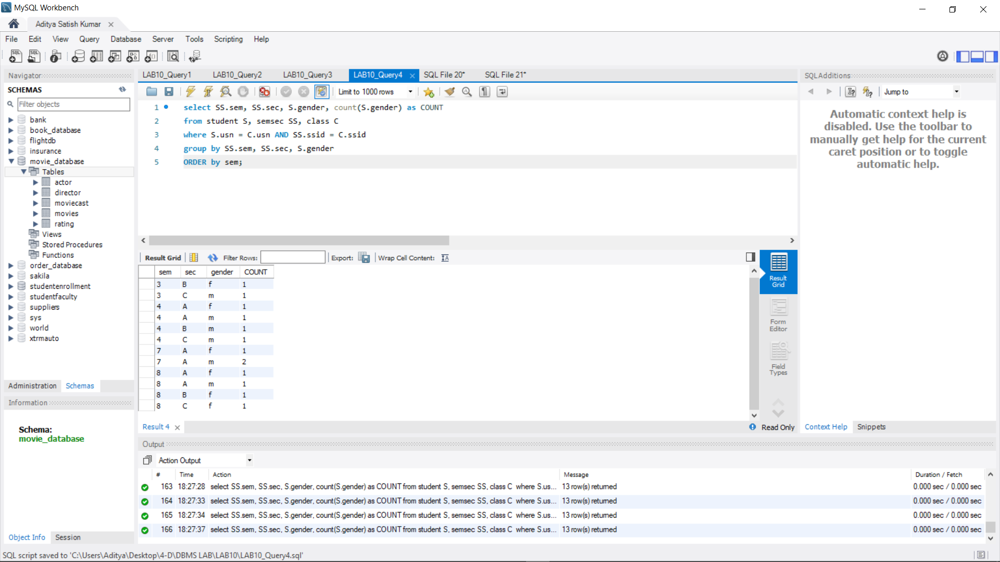 MySQL Workbench
Aditya Satish Kumar
File Edit View Query Database Server Tools Scripting Help
Navigator
SCHEMAS
Filter objects
bank
book_database
flightdb
insurance
movie_database
Tables
actor
director
moviecast
movies
rating
Views
Stored Procedures
Functions
order_database
sakila
studentenrollment
studentfaculty
suppliers
sys
world
xtrmauto
Administration Schemas
Information
Schema:
movie_database
Object Info Session
LAB10_Query1 LAB10_Query2 LAB10_Query3 LAB10_Query4 SQL File 20* SQL File 21*
Limit to 1000 rows
1 select SS.sem, SS.sec, S.gender, count(S.gender) as COUNT
2 from student S, semsec SS, class C
3 where S.usn = C.usn AND SS.ssid = C.ssid
4 group by SS.sem, SS.sec, S.gender
5 ORDER by sem;
Result Grid Filter Rows: Export: Wrap Cell Content:
sem sec gender COUNT
3 B f 1
3 C m 1
4 A f 1
4 A m 1
4 B m 1
4 C m 1
7 A f 1
7 A m 2
8 A f 1
8 A m 1
8 B f 1
8 C f 1
Result
Grid
Form
Editor
Field
Types
Result 4
Read Only
SQLAdditions
Jump to
Automatic context help is
disabled. Use the toolbar to
manually get help for the current
caret position or to toggle
automatic help.
Context Help Snippets
Output
Action Output
# Time Action Message Duration / Fetch
163 18:27:28 select SS.sem, SS.sec, S.gender, count(S.gender) as COUNT from student S, semsec SS, class C where S.us... 13 row(s) returned 0.000 sec / 0.000 sec
164 18:27:33 select SS.sem, SS.sec, S.gender, count(S.gender) as COUNT from student S, semsec SS, class C where S.us... 13 row(s) returned 0.000 sec / 0.000 sec
165 18:27:34 select SS.sem, SS.sec, S.gender, count(S.gender) as COUNT from student S, semsec SS, class C where S.us... 13 row(s) returned 0.000 sec / 0.000 sec
166 18:27:37 select SS.sem, SS.sec, S.gender, count(S.gender) as COUNT from student S, semsec SS, class C where S.us... 13 row(s) returned 0.000 sec / 0.000 sec
SQL script saved to 'C:\Users\Aditya\Desktop\4-D\DBMS LAB\LAB10\LAB10_Query4.sql'